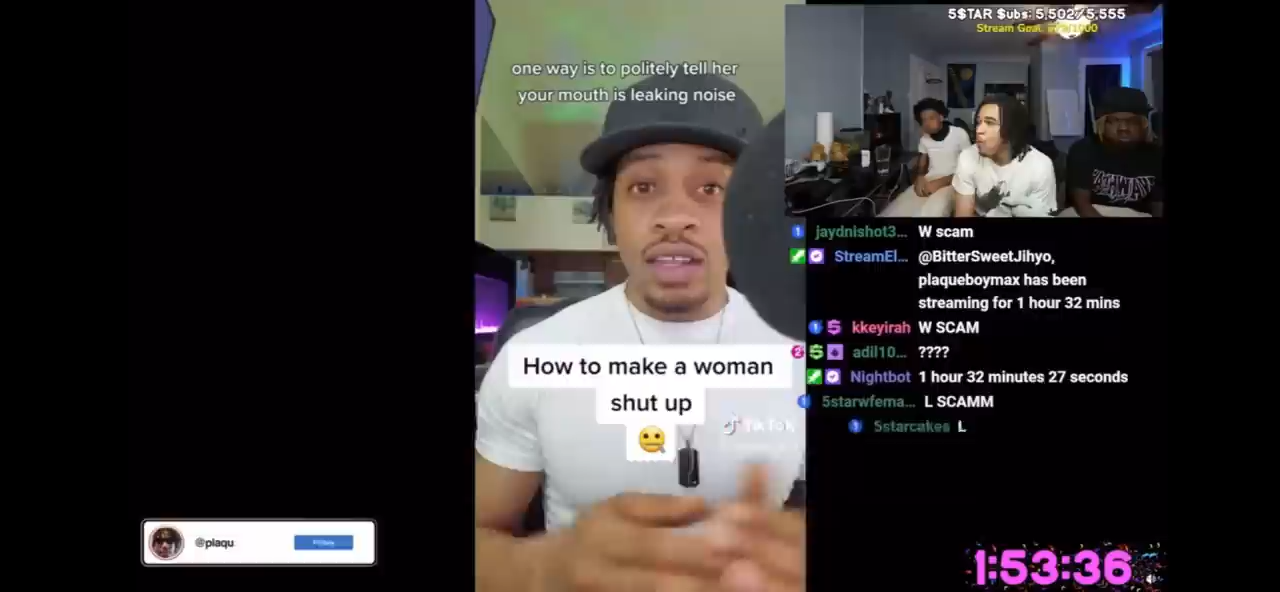 one way is to politely tell her
your mouth is leaking noise
How to make a woman
shut up
TikTok
5$TAR $ubs: 5,502/5,555
Stream Goal:
jaydnishot3... W scam
StreamEl... @BitterSweetJihyo,
plaqueboymax has been
streaming for 1 hour 32 mins
kkeyirah W SCAM
adil10... ????
Nightbot 1 hour 32 minutes 27 seconds
5starwfema... L SCAMM
5starcakes L
@plaqu
Follow
1:53:36